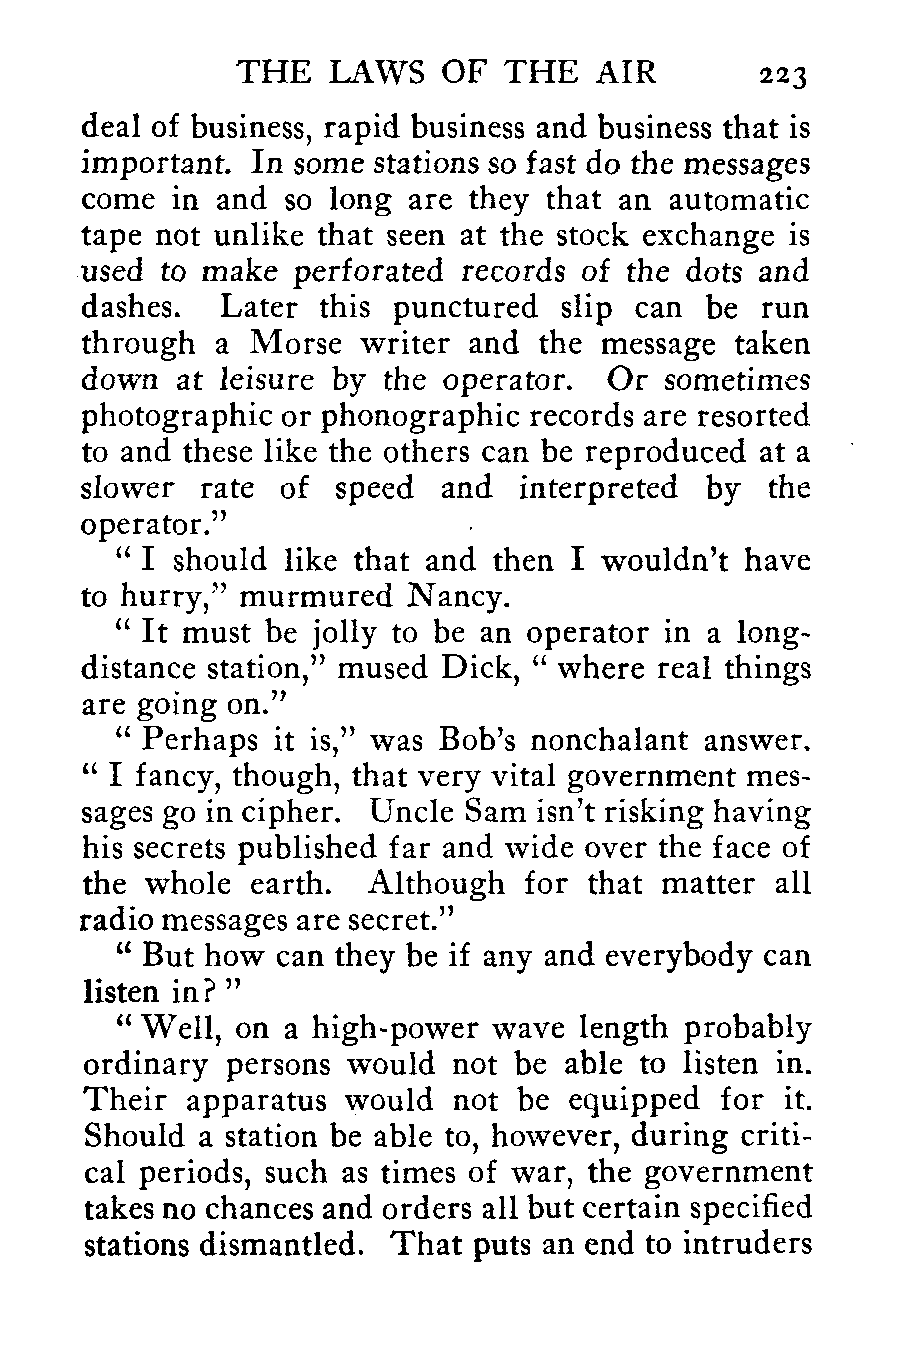 THE LAWS OF THE AIR 223
deal of business, rapid business and business that is
important. In some stations so fast do the messages
come in and so long are they that an automatic
tape not unlike that seen at the stock exchange is
used to make perforated records of the dots and
dashes. Later this punctured slip can be run
through a Morse writer and the message taken
down at leisure by the operator. Or sometimes
photographic or phonographic records are resorted
to and these like the others can be reproduced at a
slower rate of speed and interpreted by the
operator.”
“ I should like that and then I wouldn’t have
to hurry,” murmured Nancy.
“ It must be jolly to be an operator in a long-
distance station,” mused Dick, “ where real things
are going on.”
“ Perhaps it is,” was Bob’s nonchalant answer.
“ I fancy, though, that very vital government mes-
sages go in cipher. Uncle Sam isn’t risking having
his secrets published far and wide over the face of
the whole earth. Although for that matter all
radio messages are secret.”
“ But how can they be if any and everybody can
listen in? ”
“ Well, on a high-power wave length probably
ordinary persons would not be able to listen in.
Their apparatus would not be equipped for it.
Should a station be able to, however, during criti-
cal periods, such as times of war, the government
takes no chances and orders all but certain specified
stations dismantled. That puts an end to intruders